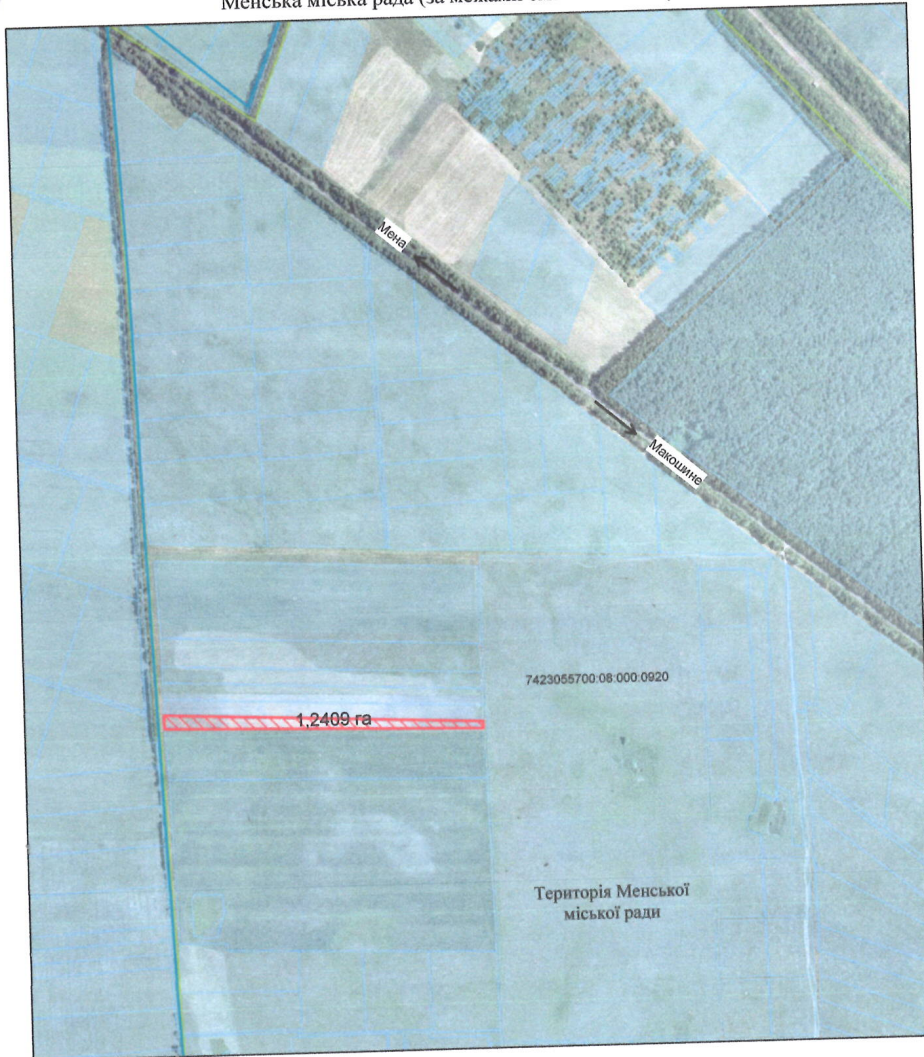 Менська міська рада (за межами
Мена
Макошине
7423055700:08:000:0920
1,2409 га
Територія Менської
міської ради